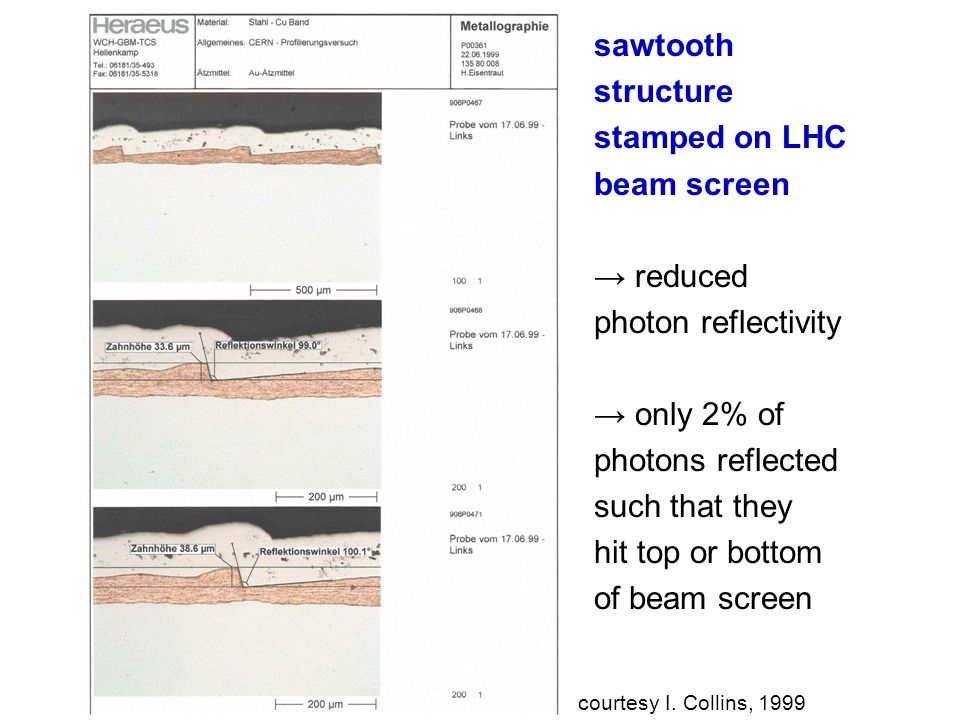 Heraeus
WCH-GBM-TCS
Hellenkamp
Tel.: 06181/35-493
Fax: 06181/35-5318
Material: Stahl - Cu Band
Allgemeines: CERN - Profilierungsversuch
Ätzmittel: Au-Ätzmittel
Metallographie
P00361
22.06.1999
135 80 008
H.Eisentraut
906P0467
Probe vom 17.06.99 -
Links
100 : 1
500 µm
906P0468
Probe vom 17.06.99 -
Links
Zahnhöhe 33.6 µm
Reflektionswinkel 99.0°
200 : 1
200 µm
906P0471
Probe vom 17.06.99 -
Links
Zahnhöhe 38.6 µm
Reflektionswinkel 100.1°
200 : 1
200 µm
sawtooth
structure
stamped on LHC
beam screen
→ reduced
photon reflectivity
→ only 2% of
photons reflected
such that they
hit top or bottom
of beam screen
courtesy I. Collins, 1999